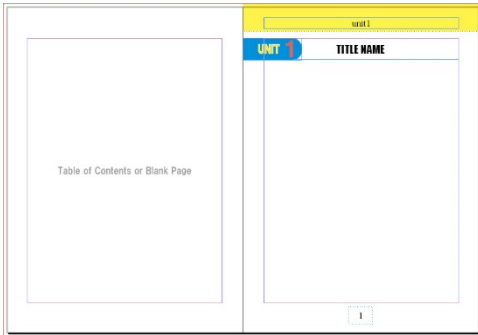 Table of Contents or Blank Page
unit1
UNIT 1
TITLE NAME
1